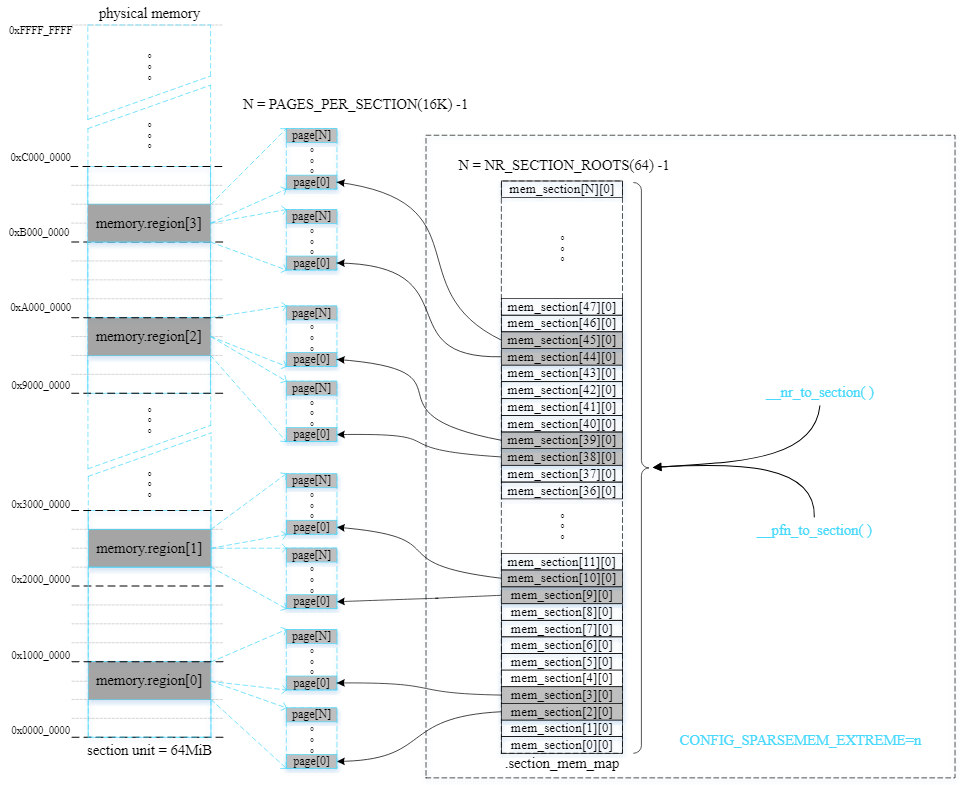 physical memory
0xFFFF_FFFF
0xC000_0000
memory.region[3]
0xB000_0000
0xA000_0000
memory.region[2]
0x9000_0000
0x3000_0000
memory.region[1]
0x2000_0000
0x1000_0000
memory.region[0]
0x0000_0000
section unit = 64MiB
N = PAGES_PER_SECTION(16K) -1
page[N]
page[0]
page[N]
page[0]
page[N]
page[0]
page[N]
page[0]
page[N]
page[0]
page[N]
page[0]
page[N]
page[0]
page[N]
page[0]
N = NR_SECTION_ROOTS(64) -1
mem_section[N][0]
mem_section[47][0]
mem_section[46][0]
mem_section[45][0]
mem_section[44][0]
mem_section[43][0]
mem_section[42][0]
mem_section[41][0]
mem_section[40][0]
mem_section[39][0]
mem_section[38][0]
mem_section[37][0]
mem_section[36][0]
mem_section[11][0]
mem_section[10][0]
mem_section[9][0]
mem_section[8][0]
mem_section[7][0]
mem_section[6][0]
mem_section[5][0]
mem_section[4][0]
mem_section[3][0]
mem_section[2][0]
mem_section[1][0]
mem_section[0][0]
.section_mem_map
__nr_to_section( )
__pfn_to_section( )
CONFIG_SPARSEMEM_EXTREME=n